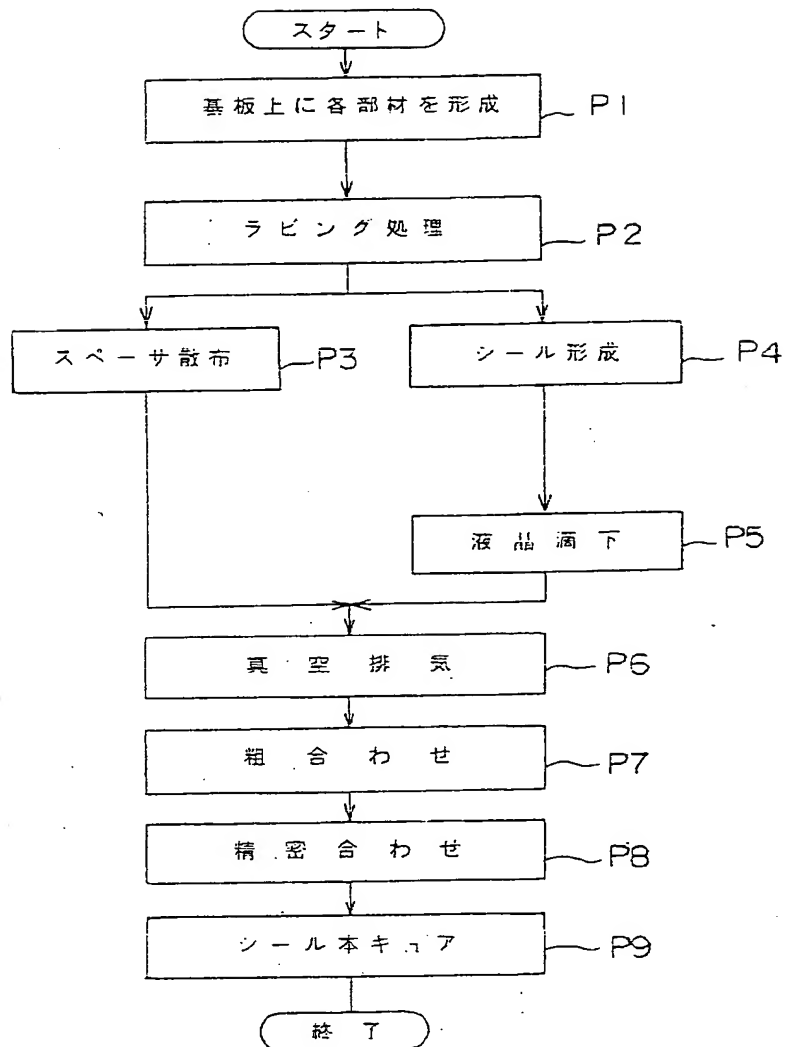 スタート
基板上に各部材を形成
P1
ラビング処理
P2
スペーサ散布
P3
シール形成
P4
液晶滴下
P5
真空排気
P6
粗合わせ
P7
精密合わせ
P8
シール本キュア
P9
終了